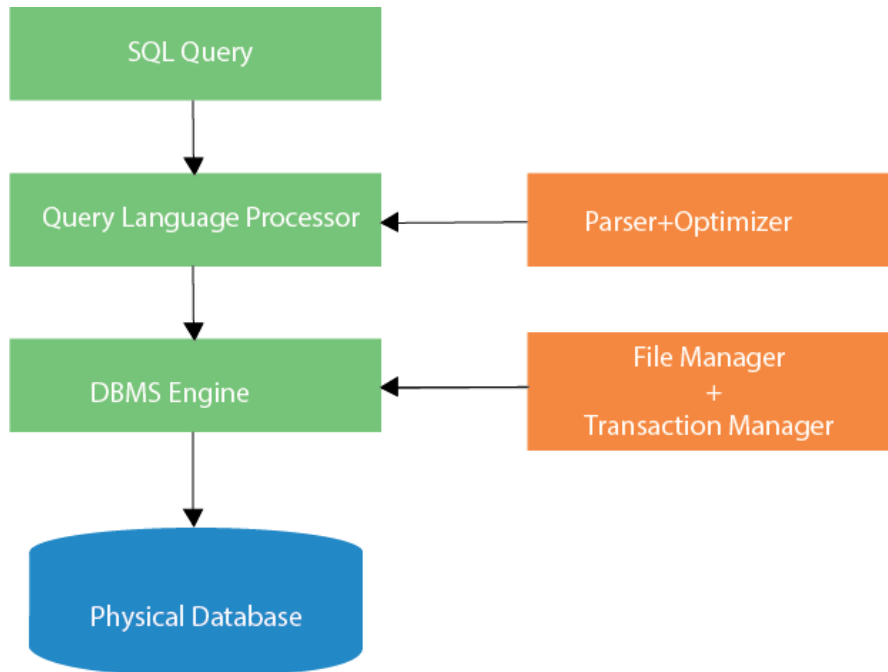 SQL Query
Query Language Processor
Parser+Optimizer
DBMS Engine
File Manager
+
Transaction Manager
Physical Database